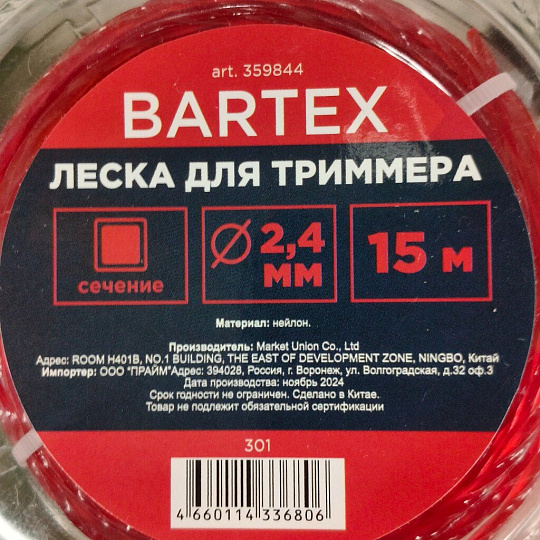 art. 359844
BARTEX
ЛЕСКА ДЛЯ ТРИММЕРА
сечение
2,4 мм
15 м
Материал: нейлон.
Производитель: Market Union Co., Ltd
Адрес: ROOM H401B, NO.1 BUILDING, THE EAST OF DEVELOPMENT ZONE, NINGBO, Китай
Импортер: ООО "ПРАЙМ"Адрес: 394028, Россия, г. Воронеж, ул. Волгоградская, д.32 оф.3
Дата производства: ноябрь 2024
Срок годности не ограничен. Сделано в Китае.
Товар не подлежит обязательной сертификации
301
4 660114 336806